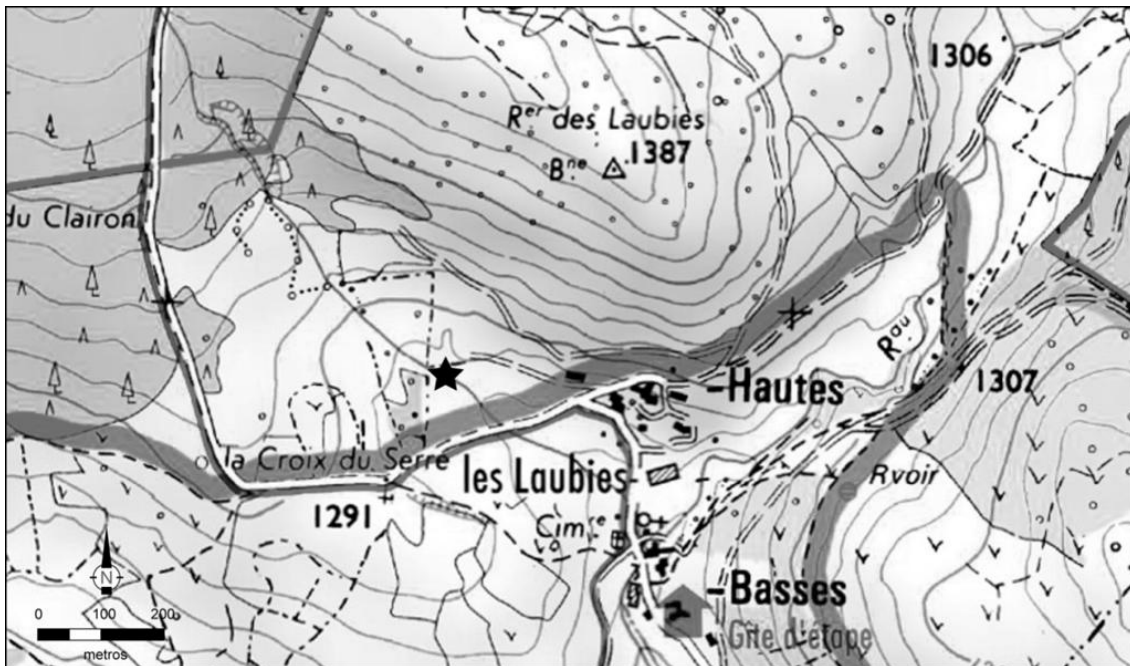 1306
Rer des Laubies
1387
Bne
du Clairon
Rau
Hautes
1307
la Croix du Serre
les Laubies
Rvoir
1291
Cimre
N
Basses
Gîte d'étape
0 100 200
metros